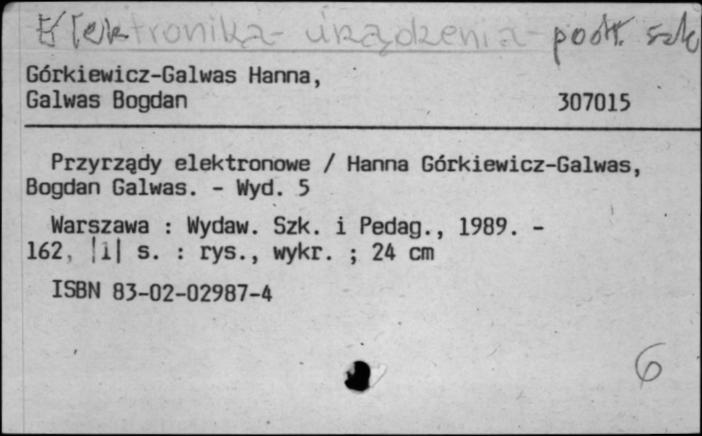 Elektronika - urządzenia - podr. szk
Górkiewicz-Galwas Hanna,
Galwas Bogdan 307015
Przyrządy elektronowe / Hanna Górkiewicz-Galwas,
Bogdan Galwas. - Wyd. 5
Warszawa : Wydaw. Szk. i Pedag., 1989. -
162, |1| s. : rys., wykr. ; 24 cm
ISBN 83-02-02987-4
6